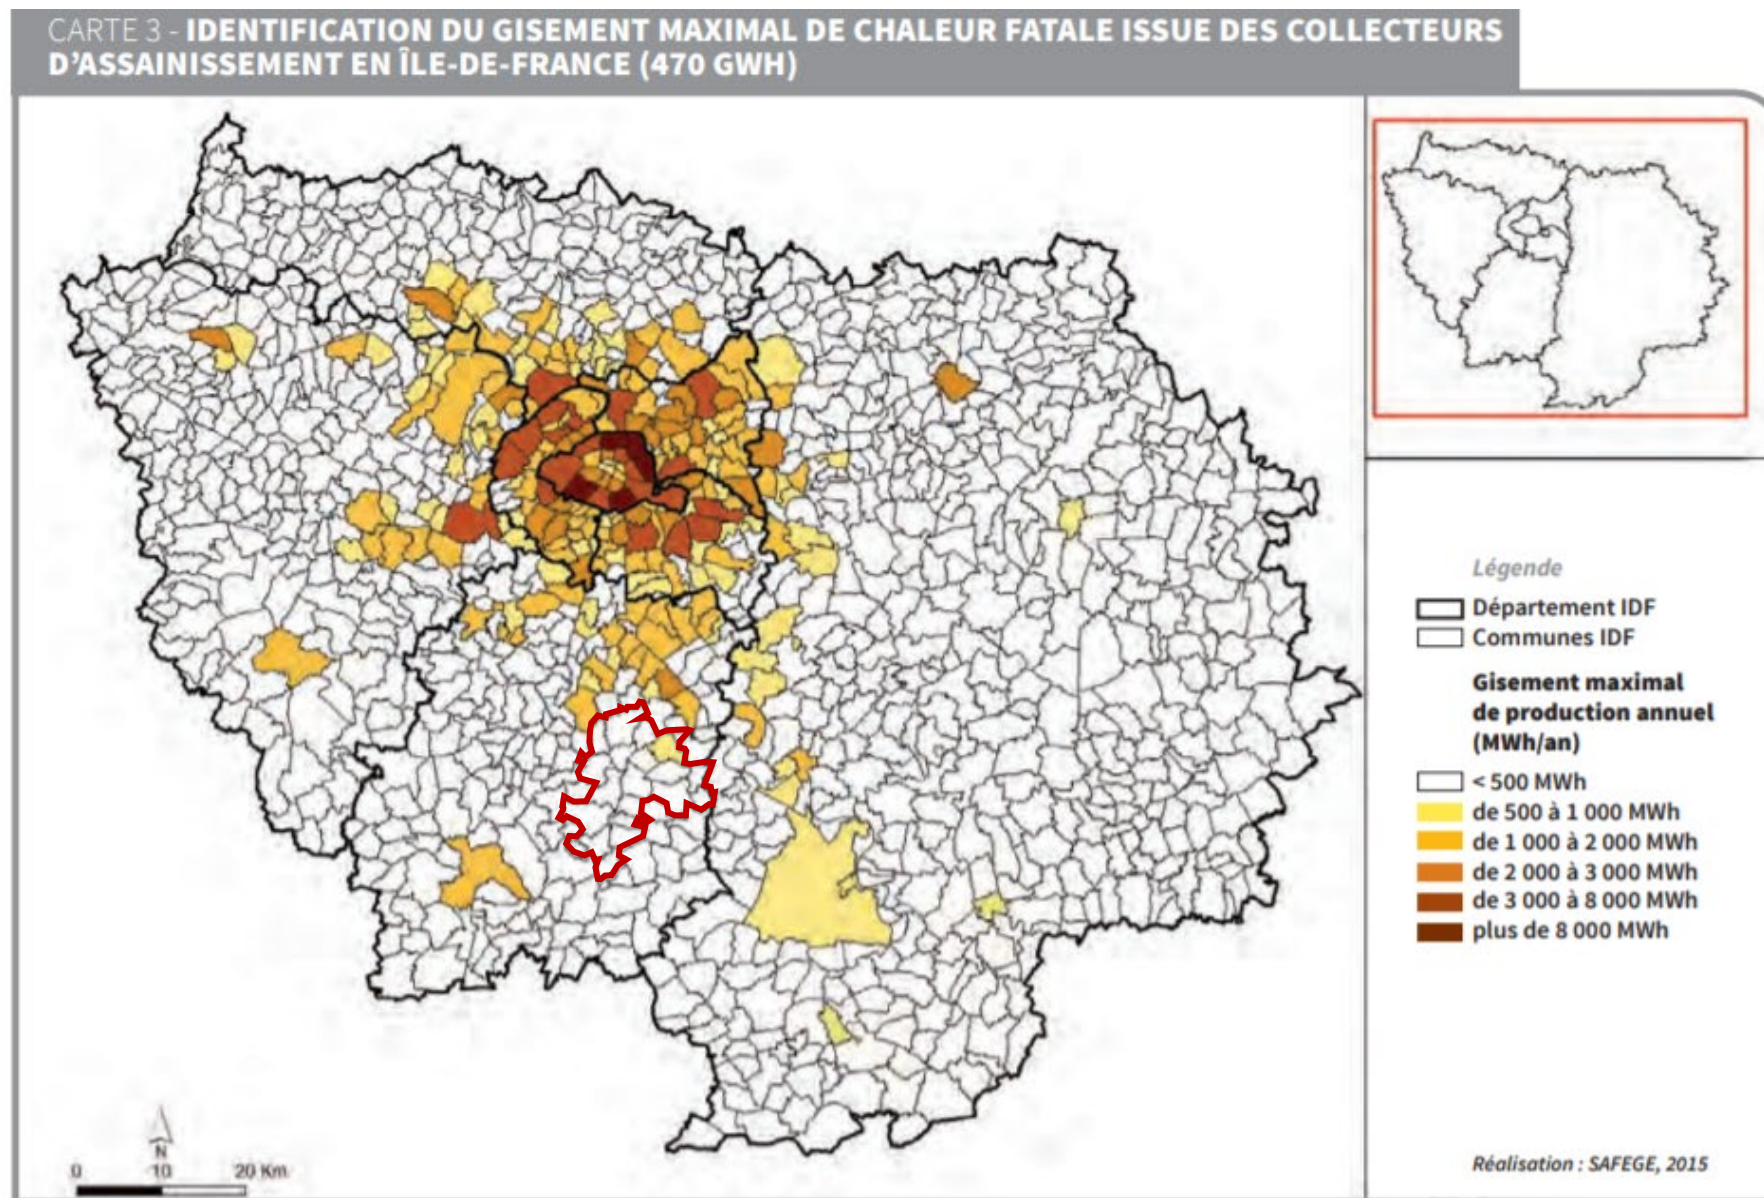 CARTE 3 - IDENTIFICATION DU GISEMENT MAXIMAL DE CHALEUR FATALE ISSUE DES COLLECTEURS
D'ASSAINISSEMENT EN ÎLE-DE-FRANCE (470 GWH)
Légende
Département IDF
Communes IDF
Gisement maximal
de production annuel
(MWh/an)
< 500 MWh
de 500 à 1 000 MWh
de 1 000 à 2 000 MWh
de 2 000 à 3 000 MWh
de 3 000 à 8 000 MWh
plus de 8 000 MWh
N
0 10 20 Km
Réalisation : SAFEGE, 2015